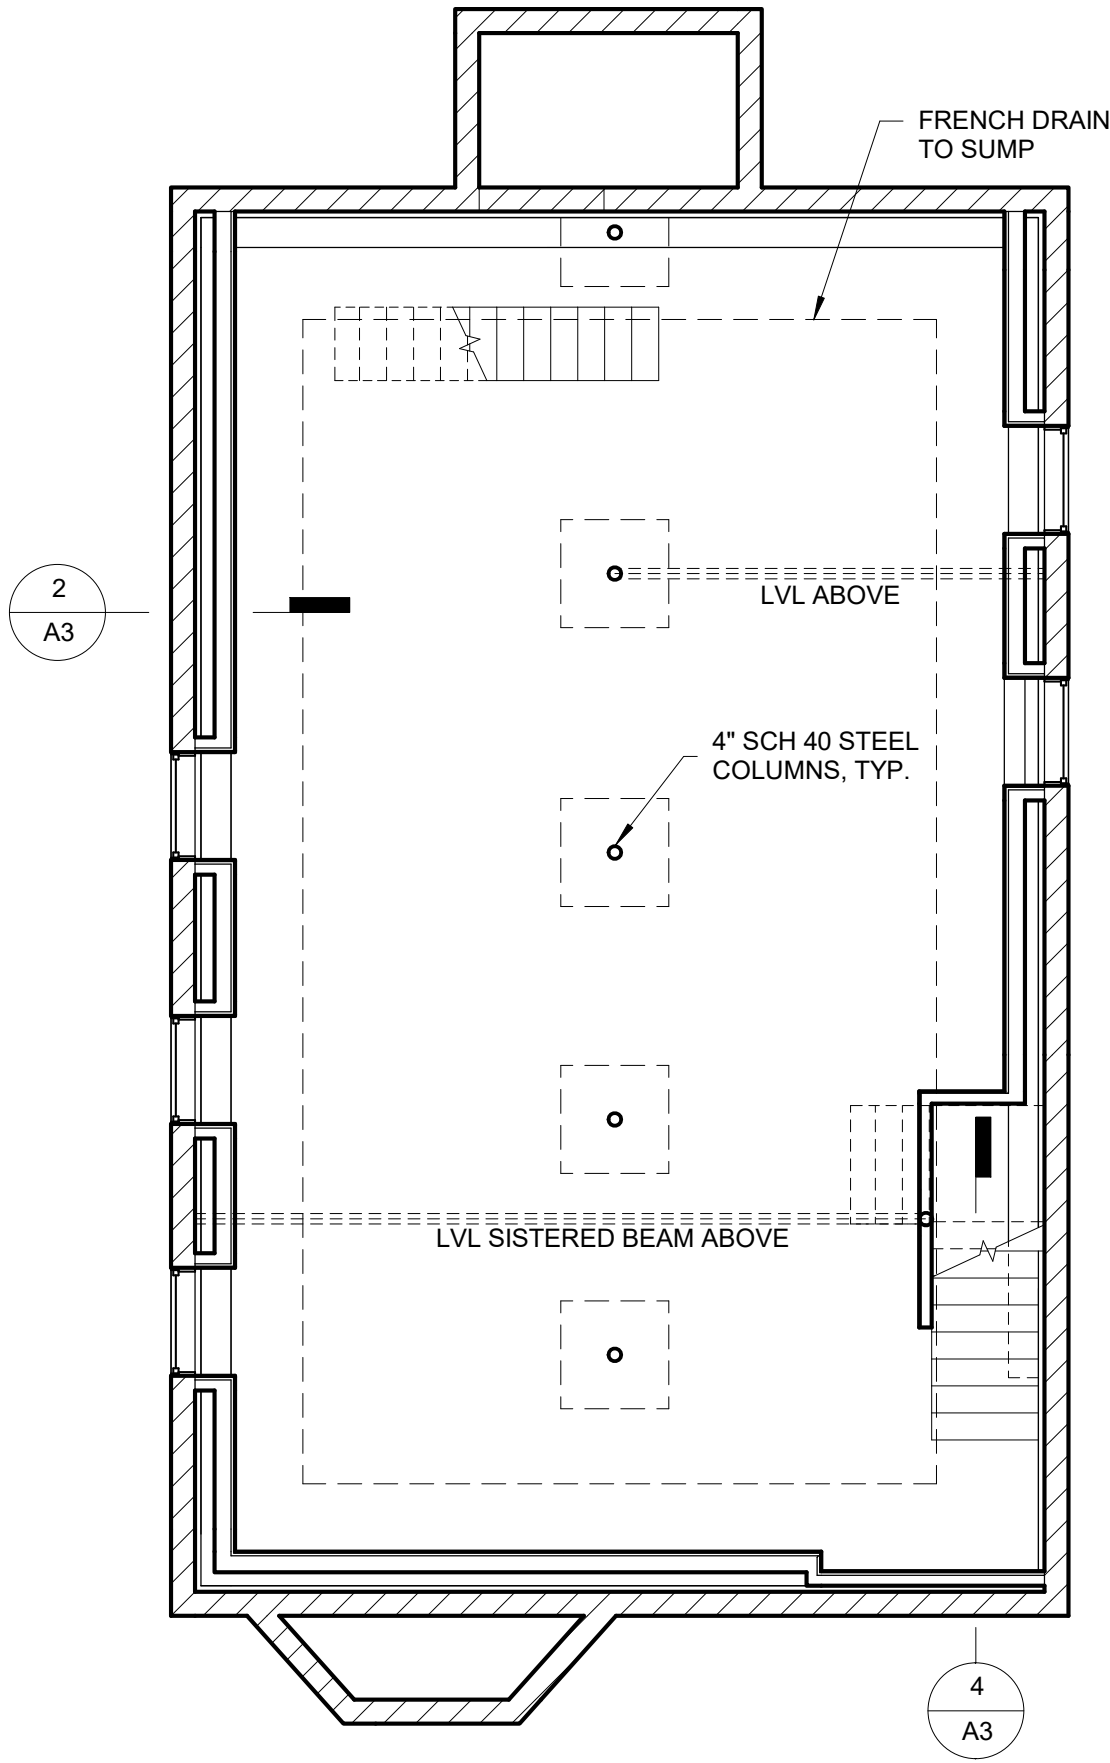 FRENCH DRAIN
TO SUMP
2
A3
LVL ABOVE
4" SCH 40 STEEL
COLUMNS, TYP.
LVL SISTERED BEAM ABOVE
4
A3